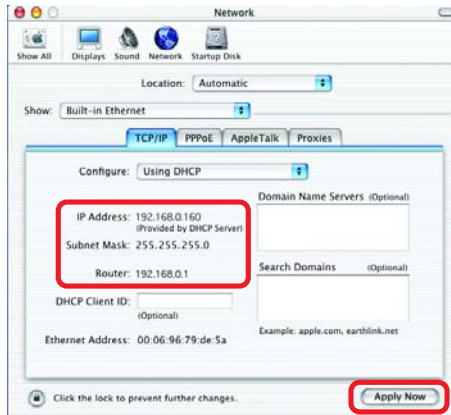 Network
Show All Displays Sound Network Startup Disk
Location: Automatic
Show: Built-in Ethernet
TCP/IP PPPoE AppleTalk Proxies
Configure: Using DHCP
Domain Name Servers (Optional)
IP Address: 192.168.0.160
(Provided by DHCP Server)
Subnet Mask: 255.255.255.0
Router: 192.168.0.1
Search Domains (Optional)
DHCP Client ID:
(Optional)
Example: apple.com, earthlink.net
Ethernet Address: 00:06:96:79:de:5a
Click the lock to prevent further changes.
Apply Now